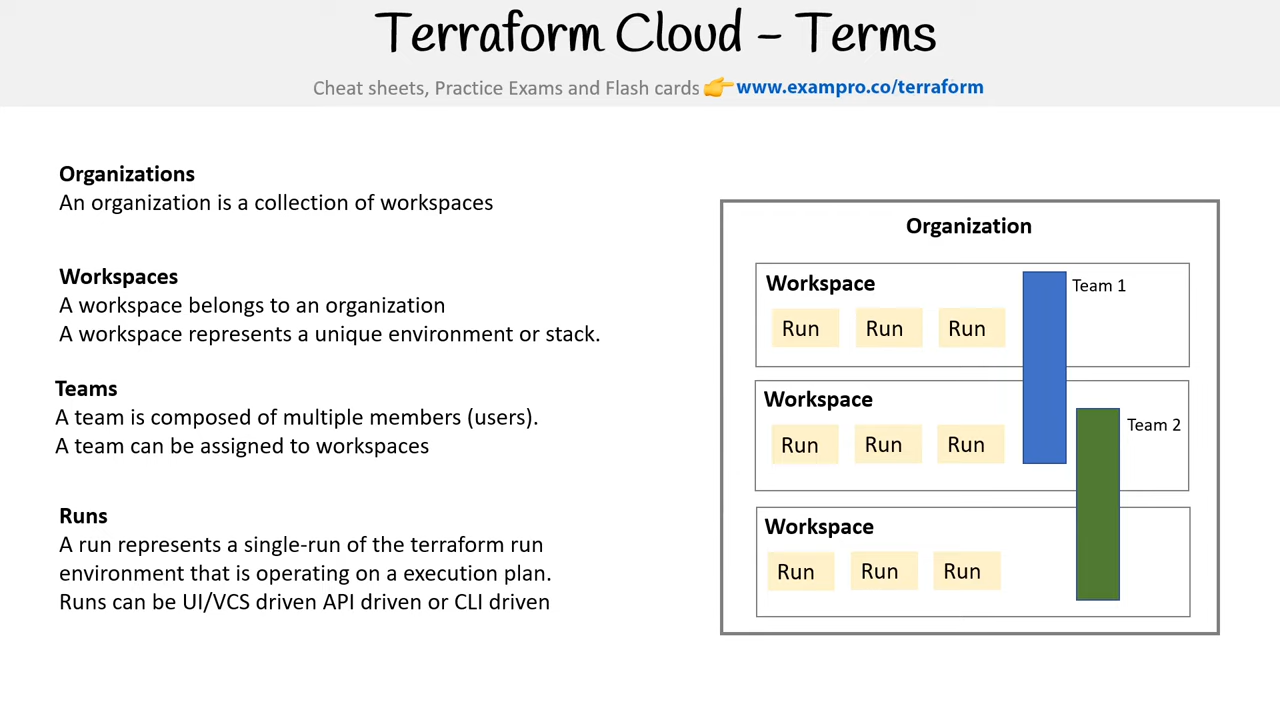 Terraform Cloud – Terms
Cheat sheets, Practice Exams and Flash cards 👉 www.exampro.co/terraform
Organizations
An organization is a collection of workspaces
Workspaces
A workspace belongs to an organization
A workspace represents a unique environment or stack.
Teams
A team is composed of multiple members (users).
A team can be assigned to workspaces
Runs
A run represents a single-run of the terraform run
environment that is operating on a execution plan.
Runs can be UI/VCS driven API driven or CLI driven
Organization
Workspace
Team 1
Run Run Run
Workspace
Team 2
Run Run Run
Workspace
Run Run Run